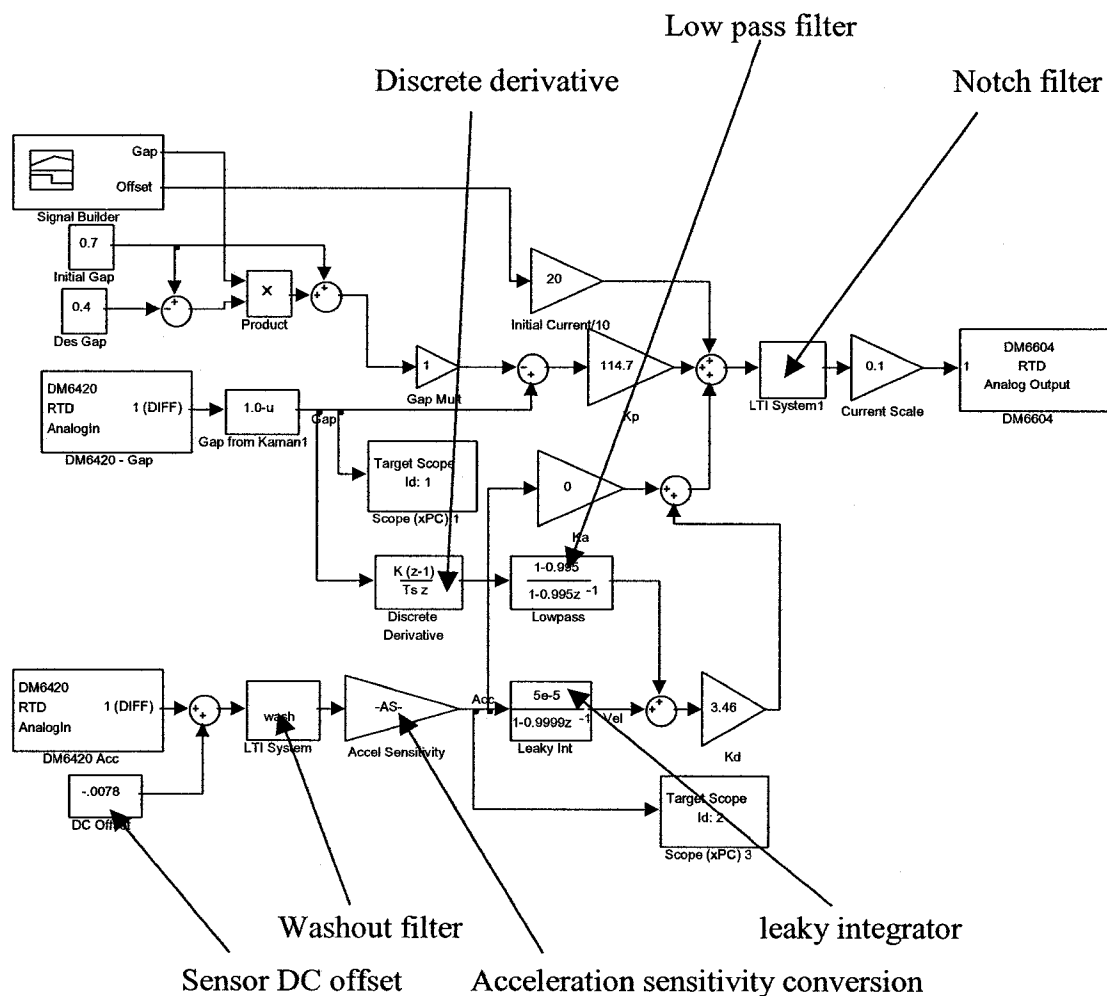 Low pass filter
Discrete derivative
Notch filter
Gap
Offset
Signal Builder
0.7
Initial Gap
0.4
Des Gap
×
Product
20
Initial Current/10
1
Gap Mult
114.7
Kp
LTI System1
0.1
Current Scale
1
DM6604
RTD
Analog Output
DM6604
DM6420
RTD
AnalogIn
1 (DIFF)
DM6420 - Gap
1.0-u
Gap from Kaman1
Gap
Target Scope
Id: 1
Scope (xPC) 1
0
Ka
K (z-1)
Ts z
Discrete
Derivative
1-0.995
1-0.995z -1
Lowpass
DM6420
RTD
AnalogIn
1 (DIFF)
DM6420 Acc
-.0078
DC Offset
wash
LTI System
-AS-
Accel Sensitivity
Acc
5e-5
1-0.9999z -1
Leaky Int
Vel
3.46
Kd
Target Scope
Id: 2
Scope (xPC) 3
Washout filter
leaky integrator
Sensor DC offset
Acceleration sensitivity conversion